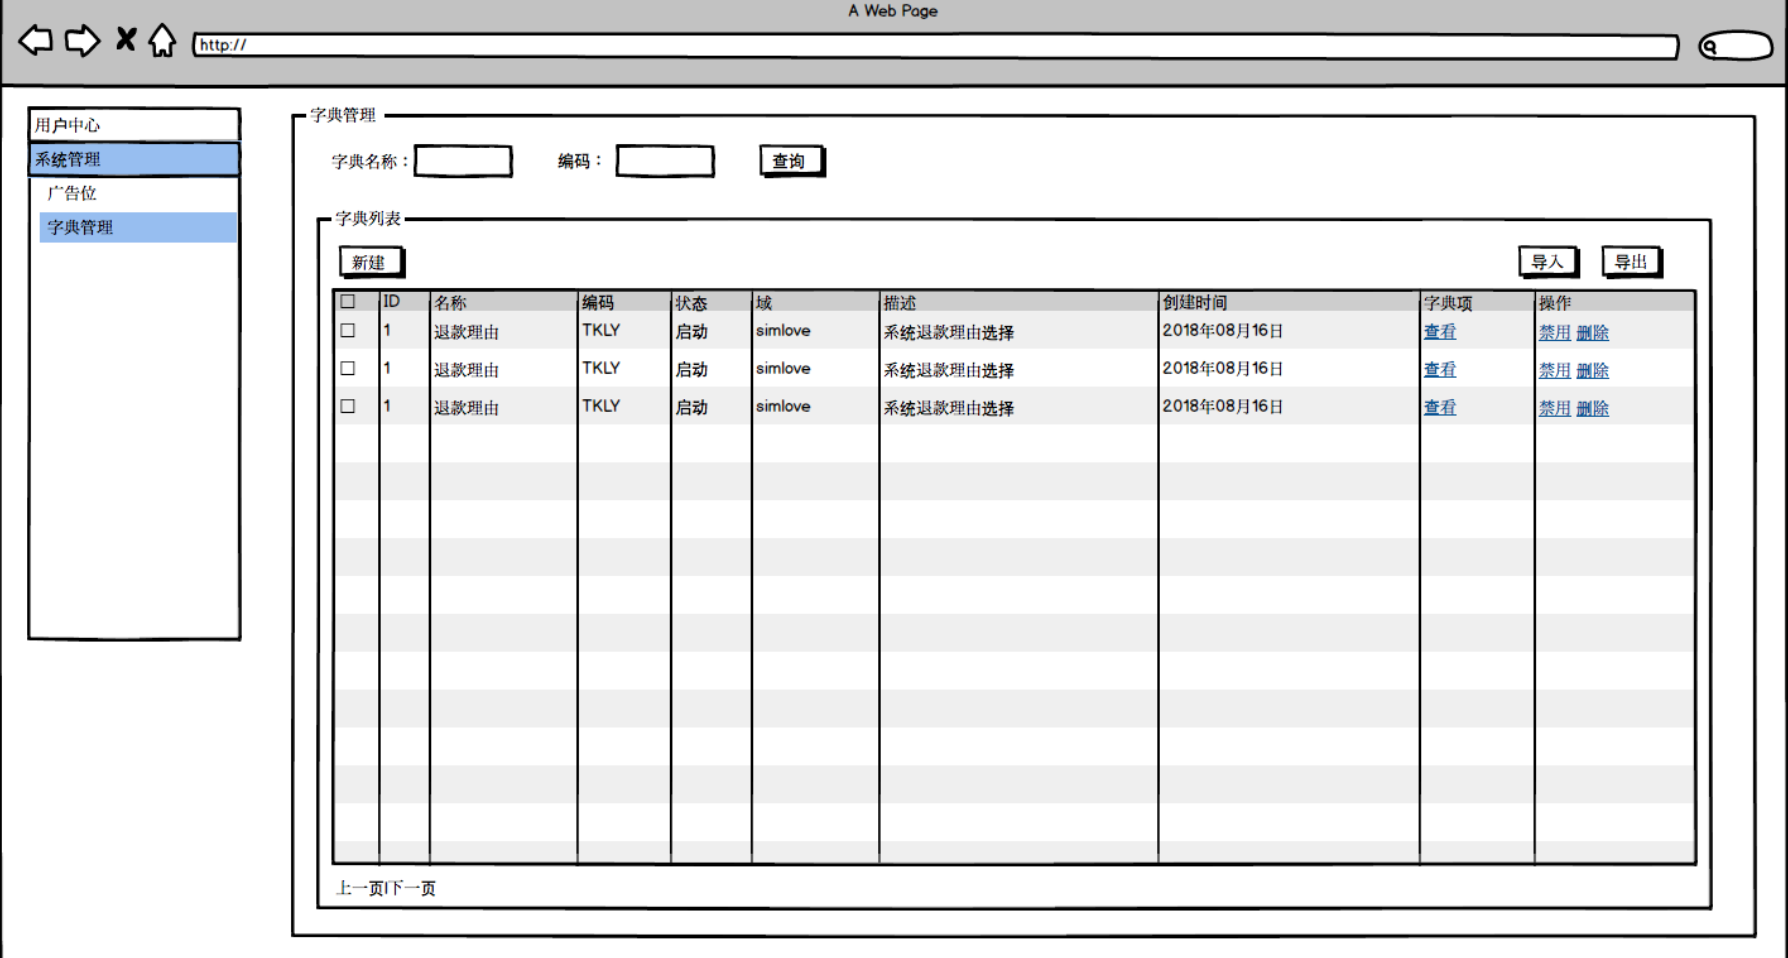 A Web Page
http://
用户中心
系统管理
广告位
字典管理
字典管理
字典名称： 编码： 查询
字典列表
新建 导入 导出
ID 名称 编码 状态 域 描述 创建时间 字典项 操作
1 退款理由 TKLY 启动 simlove 系统退款理由选择 2018年08月16日 查看 禁用 删除
1 退款理由 TKLY 启动 simlove 系统退款理由选择 2018年08月16日 查看 禁用 删除
1 退款理由 TKLY 启动 simlove 系统退款理由选择 2018年08月16日 查看 禁用 删除
上一页|下一页